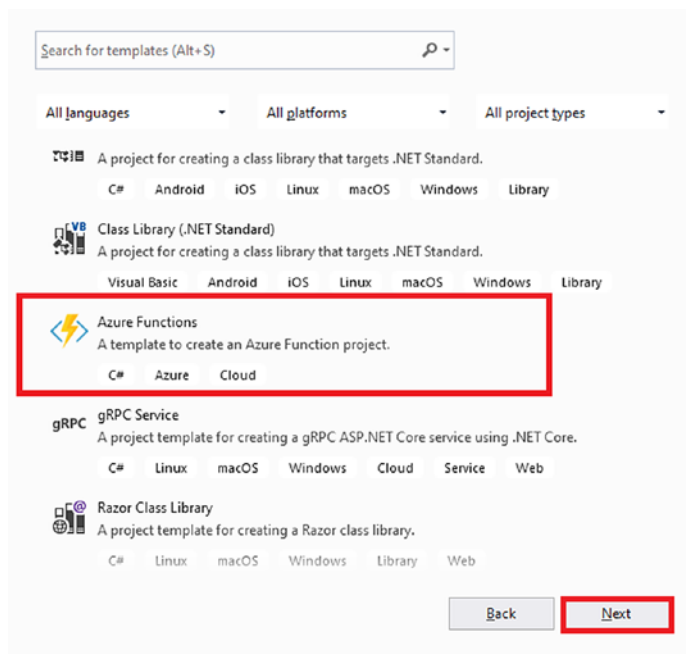 Search for templates (Alt+S)
All languages All platforms All project types
A project for creating a class library that targets .NET Standard.
C# Android iOS Linux macOS Windows Library
VB
Class Library (.NET Standard)
A project for creating a class library that targets .NET Standard.
Visual Basic Android iOS Linux macOS Windows Library
Azure Functions
A template to create an Azure Function project.
C# Azure Cloud
gRPC gRPC Service
A project template for creating a gRPC ASP.NET Core service using .NET Core.
C# Linux macOS Windows Cloud Service Web
@
Razor Class Library
A project template for creating a Razor class library.
C# Linux macOS Windows Library Web
Back Next